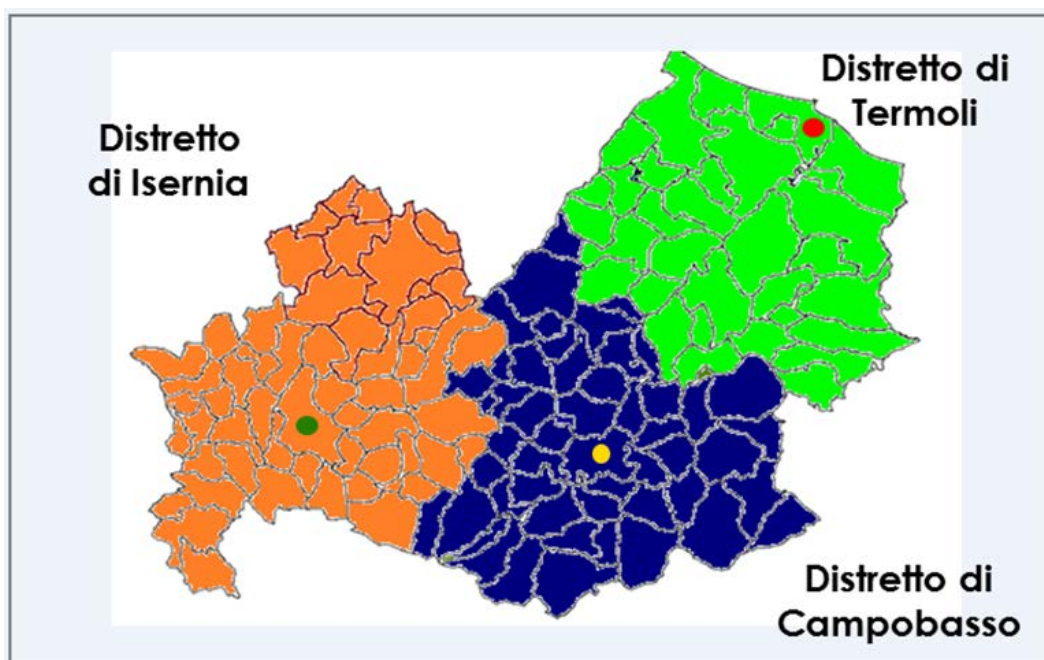 Distretto di
Termoli
Distretto
di Isernia
Distretto di
Campobasso